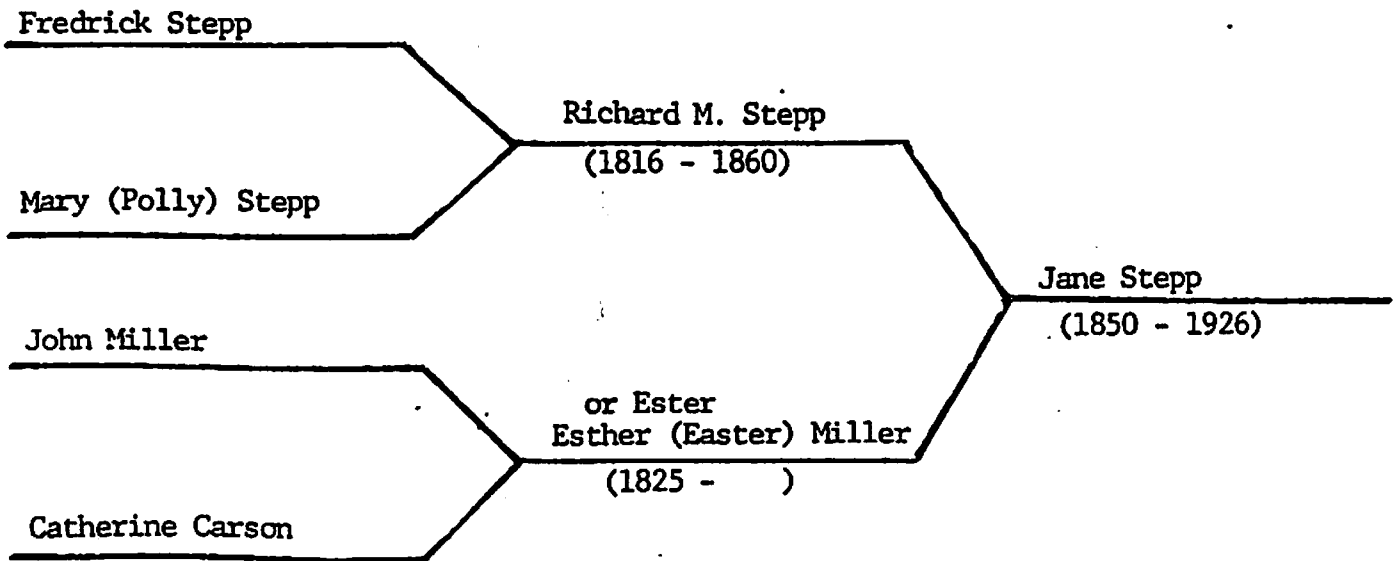 Fredrick Stepp
Richard M. Stepp
(1816 - 1860)
Mary (Polly) Stepp
Jane Stepp
(1850 - 1926)
John Miller
or Ester
Esther (Easter) Miller
(1825 -     )
Catherine Carson